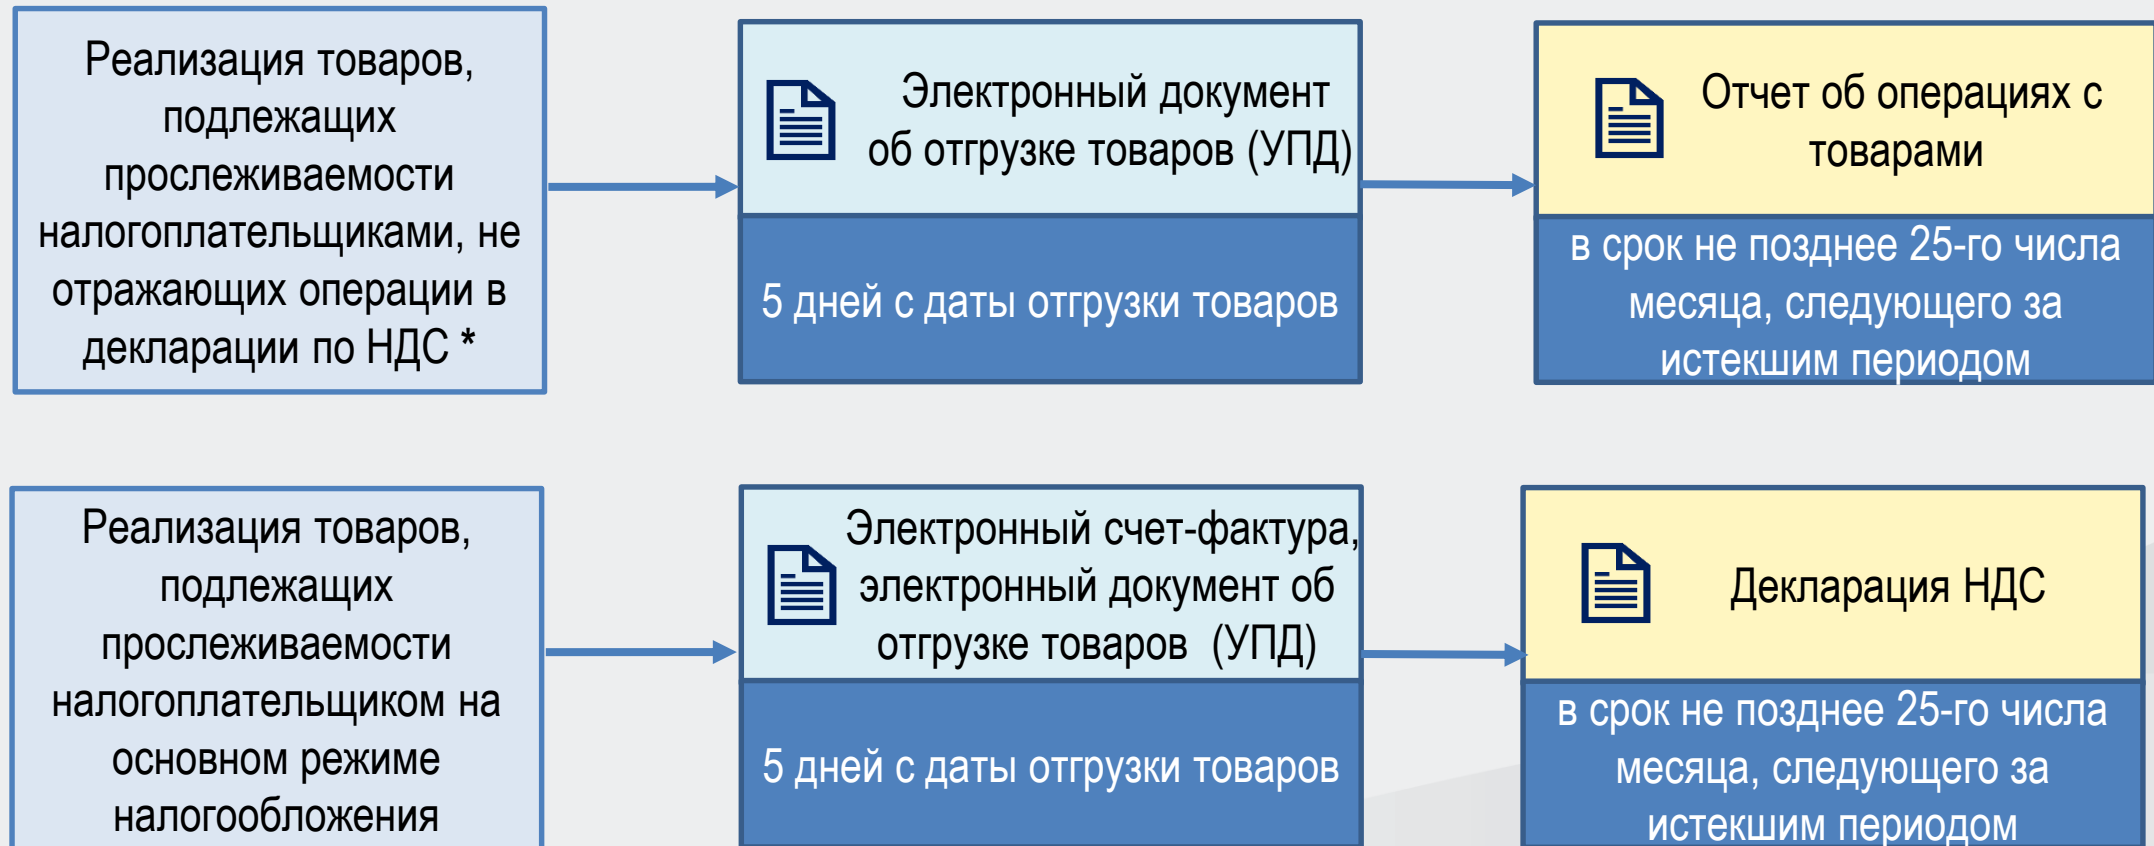 Реализация товаров,
подлежащих
прослеживаемости
налогоплательщиками, не
отражающих операции в
декларации по НДС *
Электронный документ
об отгрузке товаров (УПД)
5 дней с даты отгрузки товаров
Отчет об операциях с
товарами
в срок не позднее 25-го числа
месяца, следующего за
истекшим периодом
Реализация товаров,
подлежащих
прослеживаемости
налогоплательщиком на
основном режиме
налогообложения
Электронный счет-фактура,
электронный документ об
отгрузке товаров (УПД)
5 дней с даты отгрузки товаров
Декларация НДС
в срок не позднее 25-го числа
месяца, следующего за
истекшим периодом